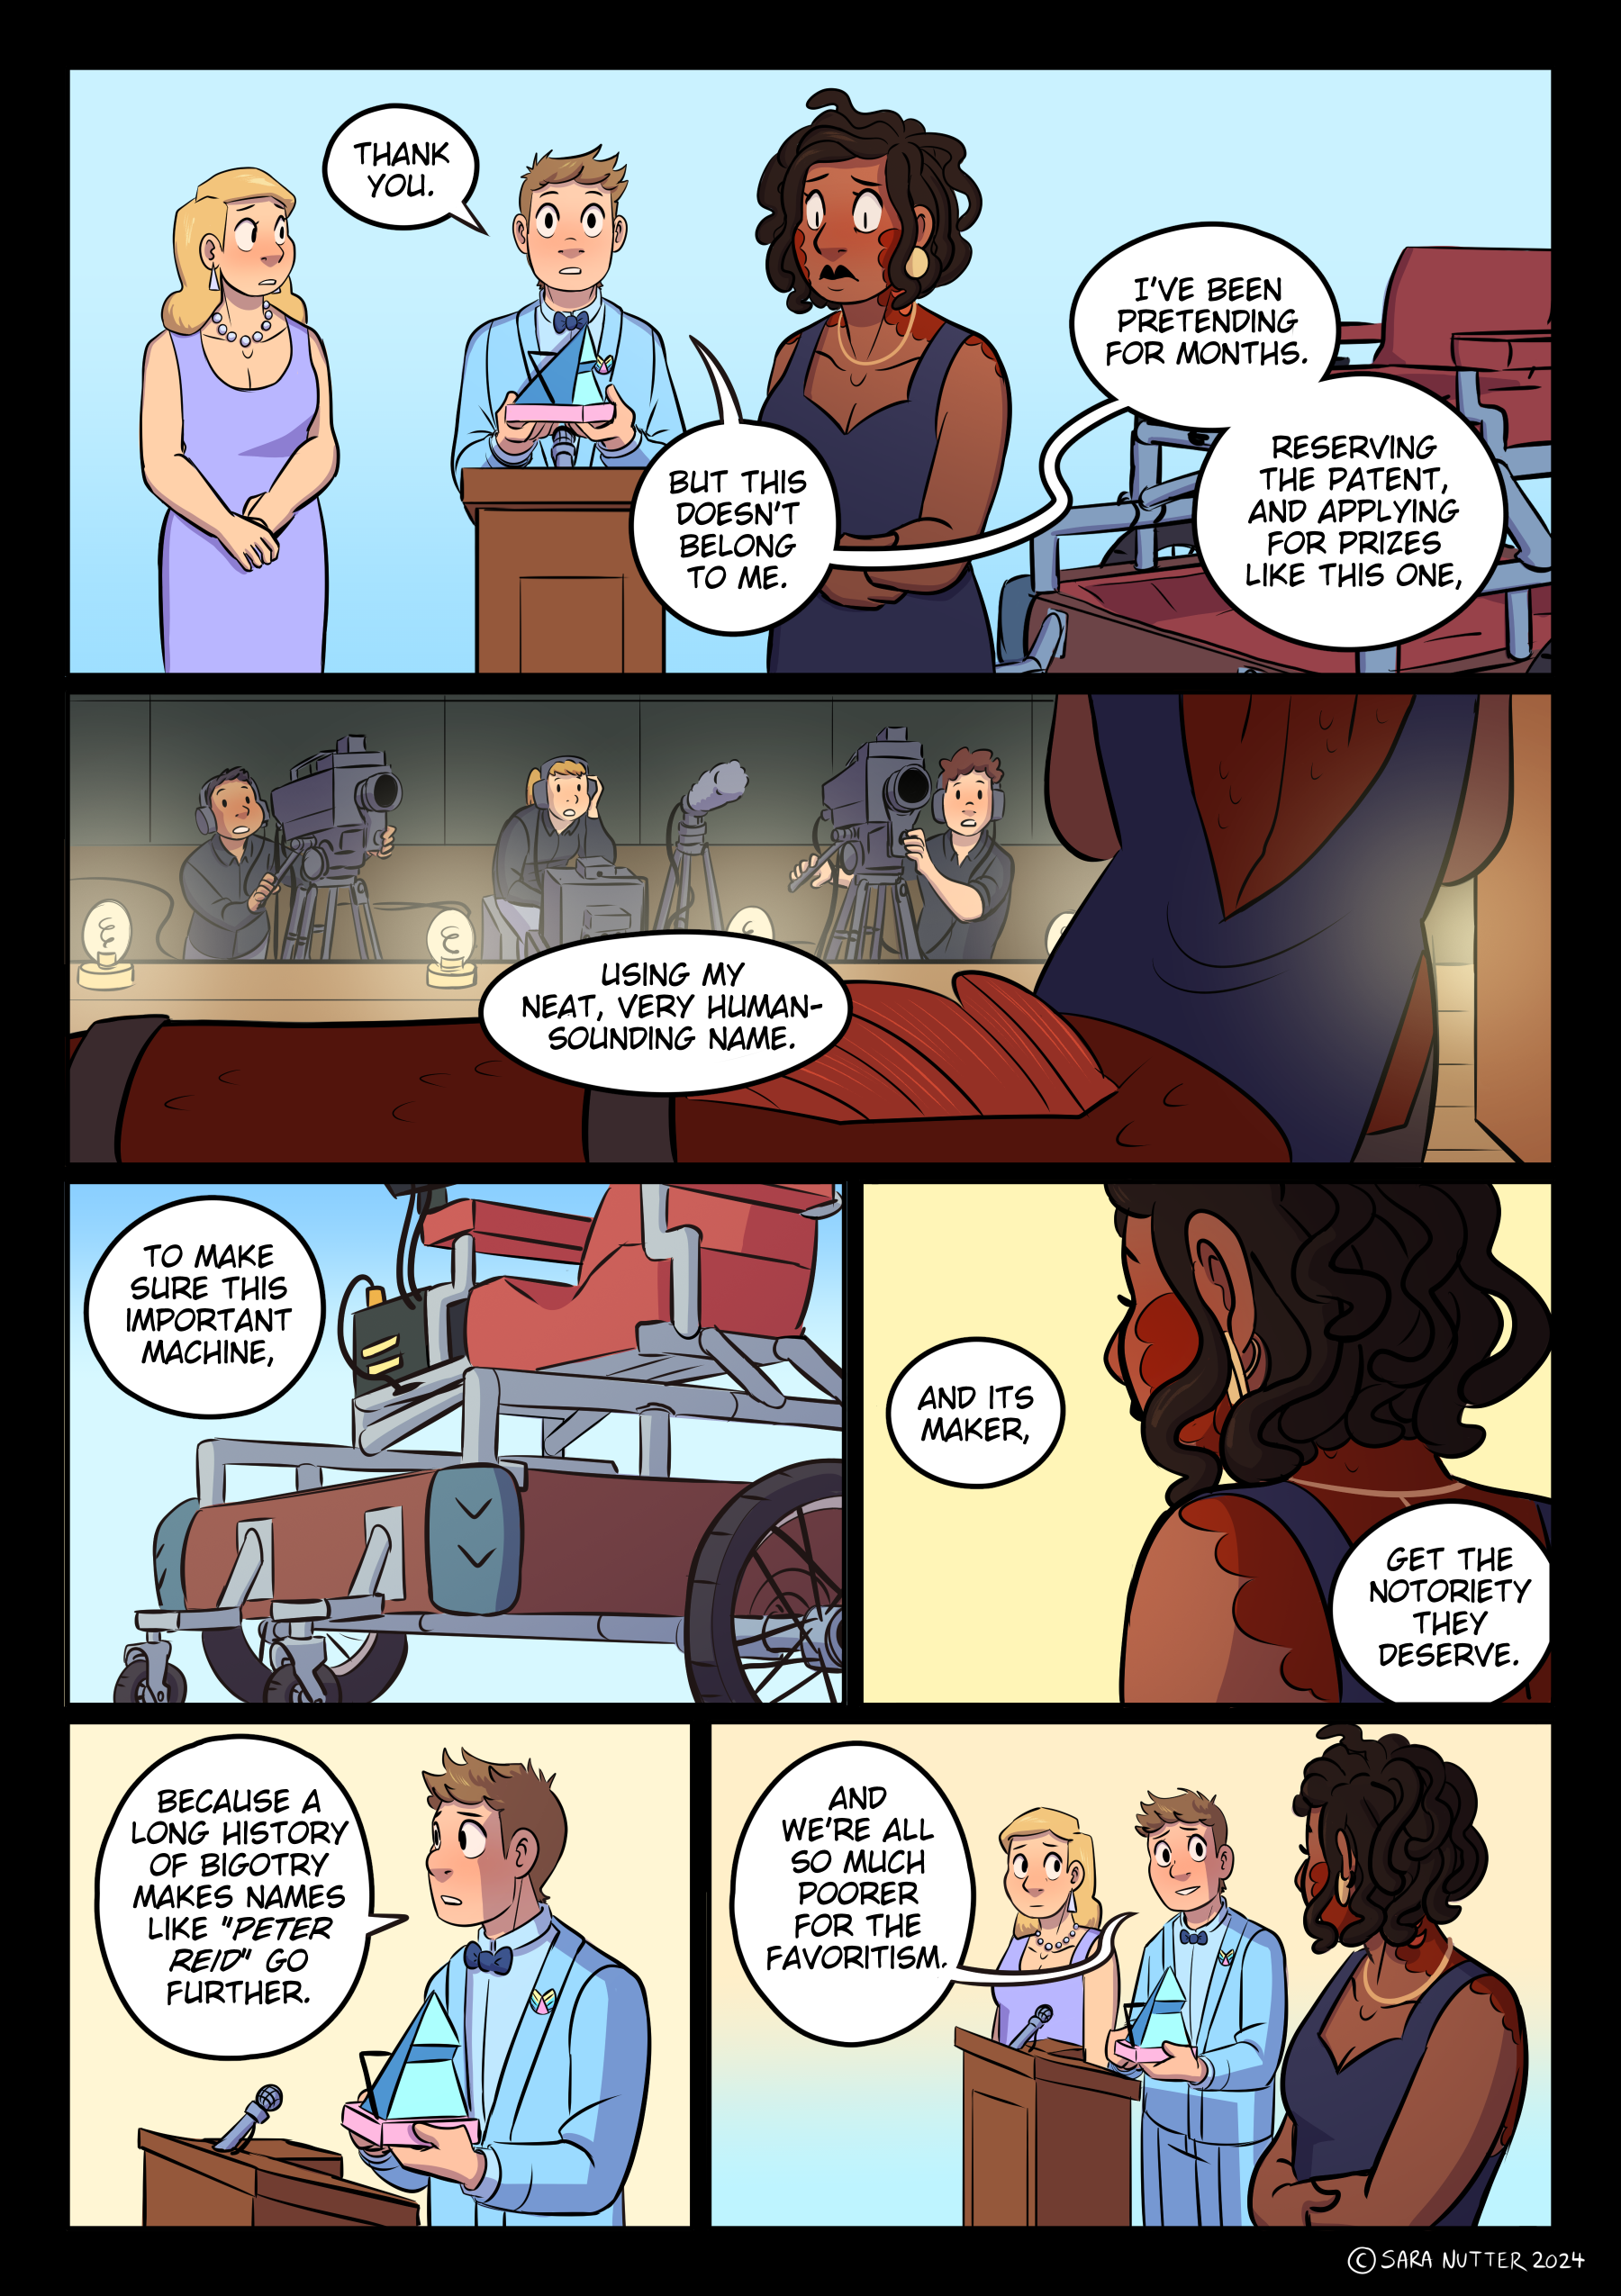 THANK
YOU.
BUT THIS
DOESN'T
BELONG
TO ME.
I'VE BEEN
PRETENDING
FOR MONTHS.
RESERVING
THE PATENT,
AND APPLYING
FOR PRIZES
LIKE THIS ONE,
USING MY
NEAT, VERY HUMAN-
SOUNDING NAME.
TO MAKE
SURE THIS
IMPORTANT
MACHINE,
AND ITS
MAKER,
GET THE
NOTORIETY
THEY
DESERVE.
BECAUSE A
LONG HISTORY
OF BIGOTRY
MAKES NAMES
LIKE "PETER
REID" GO
FURTHER.
AND
WE'RE ALL
SO MUCH
POORER
FOR THE
FAVORITISM.
© SARA NUTTER 2024